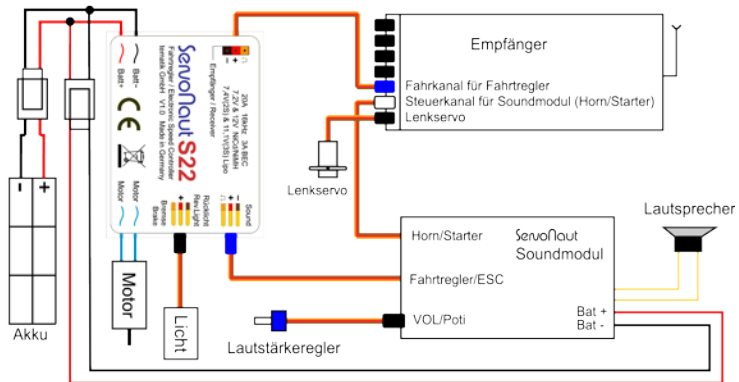 Batt+
Batt-
ServoNaut S22
Fahrtregler / Electronic Speed Controller
tematik GmbH V1.0 Made in Germany
20A 16kHz 3A BEC
7,2V & 12V NiCd/NiMH
7,4V(2S) & 11,1V(3S) Lipo
Empfänger / Receiver
- +
CE
Motor
Motor
Bremse
Brake
Rücklicht
Rev.Light
Sound
+
- +
Empfänger
Fahrkanal für Fahrtregler
Steuerkanal für Soundmodul (Horn/Starter)
Lenkservo
Lenkservo
- +
Akku
Motor
Licht
Lautstärkeregler
Horn/Starter
ServoNaut
Soundmodul
Fahrtregler/ESC
VOL/Poti
Bat +
Bat -
Lautsprecher